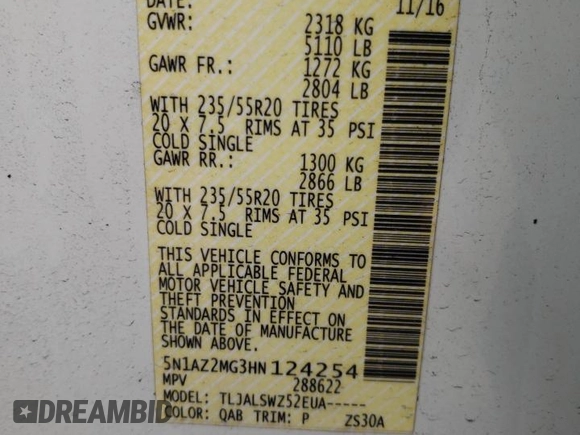 DATE: 11/16
GVWR: 2318 KG
5110 LB
GAWR FR.: 1272 KG
2804 LB
WITH 235/55R20 TIRES
20 X 7.5 RIMS AT 35 PSI
COLD SINGLE
GAWR RR.: 1300 KG
2866 LB
WITH 235/55R20 TIRES
20 X 7.5 RIMS AT 35 PSI
COLD SINGLE
THIS VEHICLE CONFORMS TO
ALL APPLICABLE FEDERAL
MOTOR VEHICLE SAFETY AND
THEFT PREVENTION
STANDARDS IN EFFECT ON
THE DATE OF MANUFACTURE
SHOWN ABOVE.
5N1AZ2MG3HN124254
MPV 288622
MODEL: TLJALSWZ52EUA-----
COLOR: QAB TRIM: P ZS30A
DREAMBID
.COM